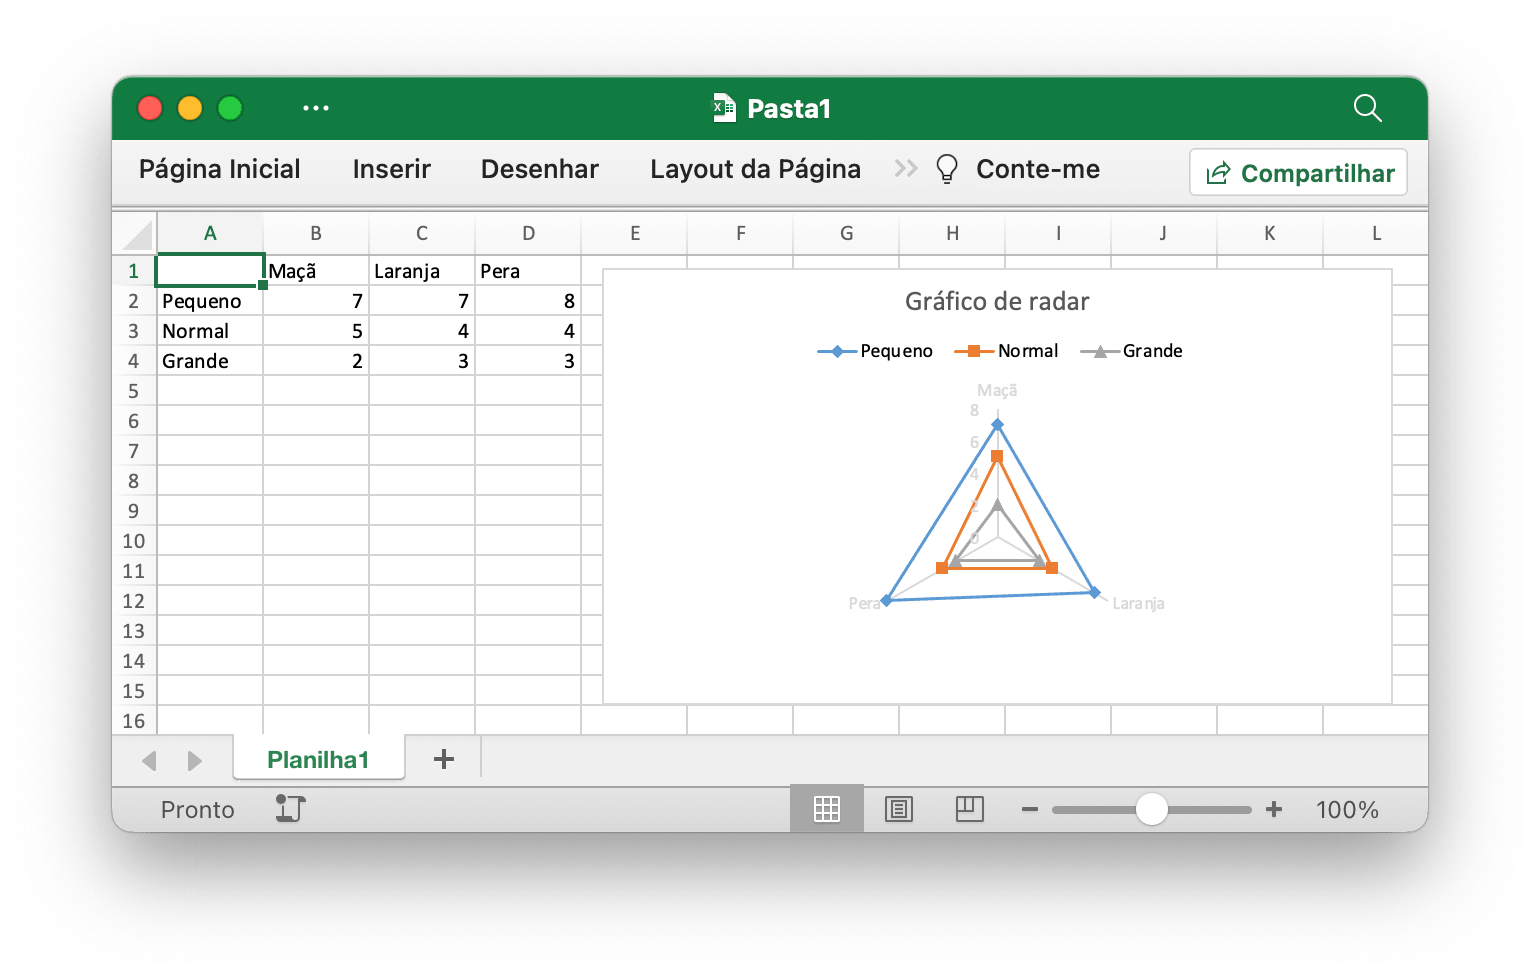 Pasta1
Página Inicial Inserir Desenhar Layout da Página Conte-me Compartilhar
A B C D E F G H I J K L
1 Maçã Laranja Pera
2 Pequeno 7 7 8
3 Normal 5 4 4
4 Grande 2 3 3
5
6
7
8
9
10
11
12
13
14
15
16
Gráfico de radar
Pequeno Normal Grande
Maçã
8
6
4
2
0
Pera Laranja
Planilha1
Pronto 100%